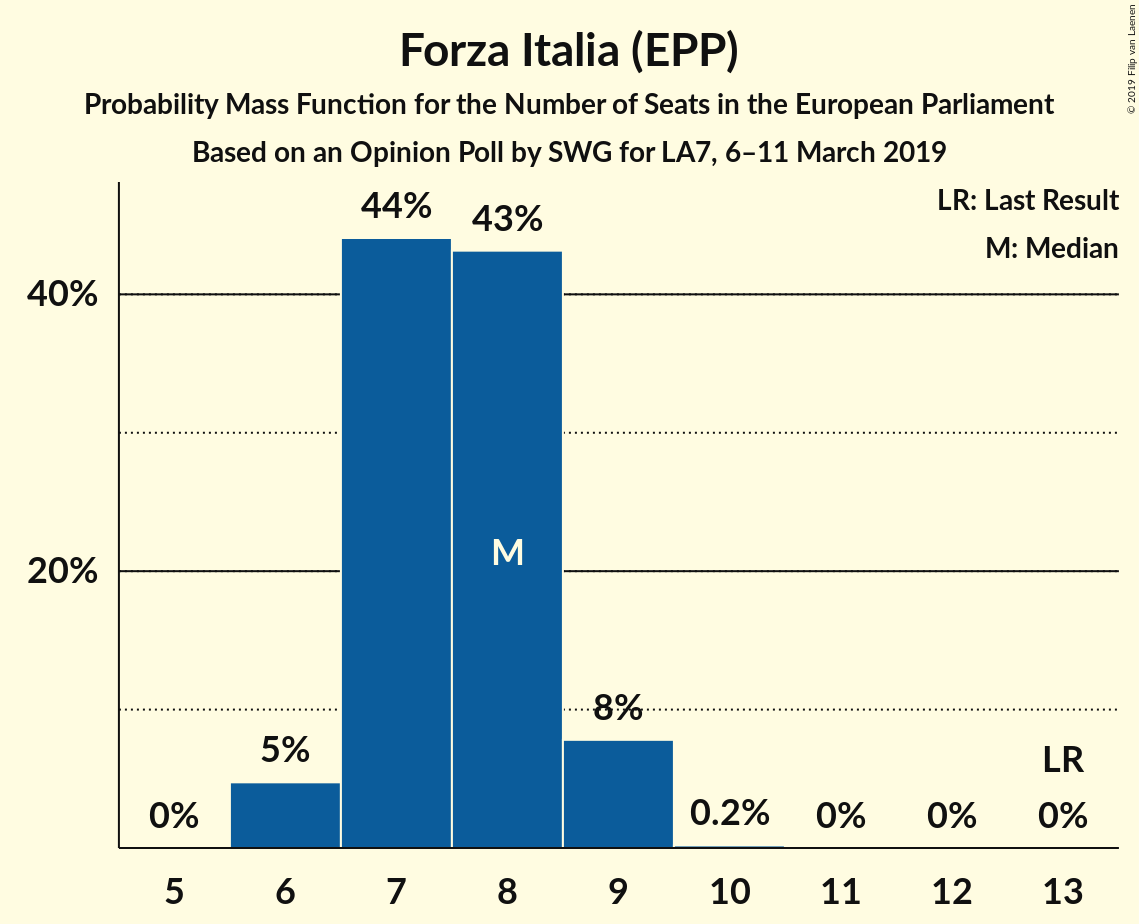 Forza Italia (EPP)
Probability Mass Function for the Number of Seats in the European Parliament
Based on an Opinion Poll by SWG for LA7, 6–11 March 2019
© 2019 Filip van Laenen
LR: Last Result
M: Median
44%
43%
40%
M
20%
8%
5%
LR
0%
0.2%
0%
0%
0%
5 6 7 8 9 10 11 12 13